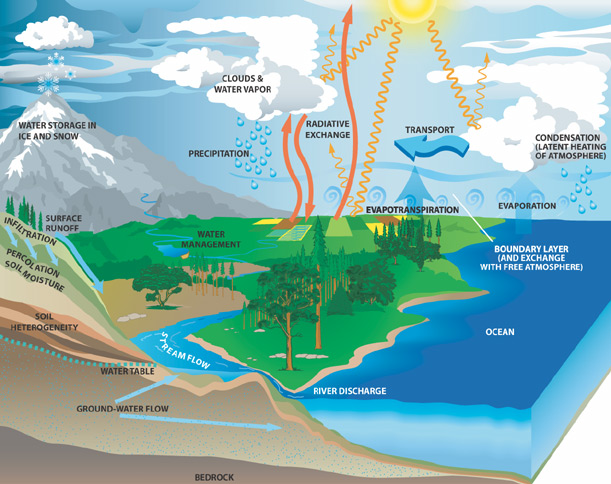 CLOUDS &
WATER VAPOR
WATER STORAGE IN
ICE AND SNOW
RADIATIVE
EXCHANGE
TRANSPORT
CONDENSATION
(LATENT HEATING
OF ATMOSPHERE)
PRECIPITATION
EVAPOTRANSPIRATION
EVAPORATION
SURFACE
RUNOFF
INFILTRATION
WATER
MANAGEMENT
BOUNDARY LAYER
(AND EXCHANGE
WITH FREE ATMOSPHERE)
PERCOLATION
SOIL MOISTURE
SOIL
HETEROGENEITY
STREAM FLOW
OCEAN
WATER TABLE
RIVER DISCHARGE
GROUND-WATER FLOW
BEDROCK